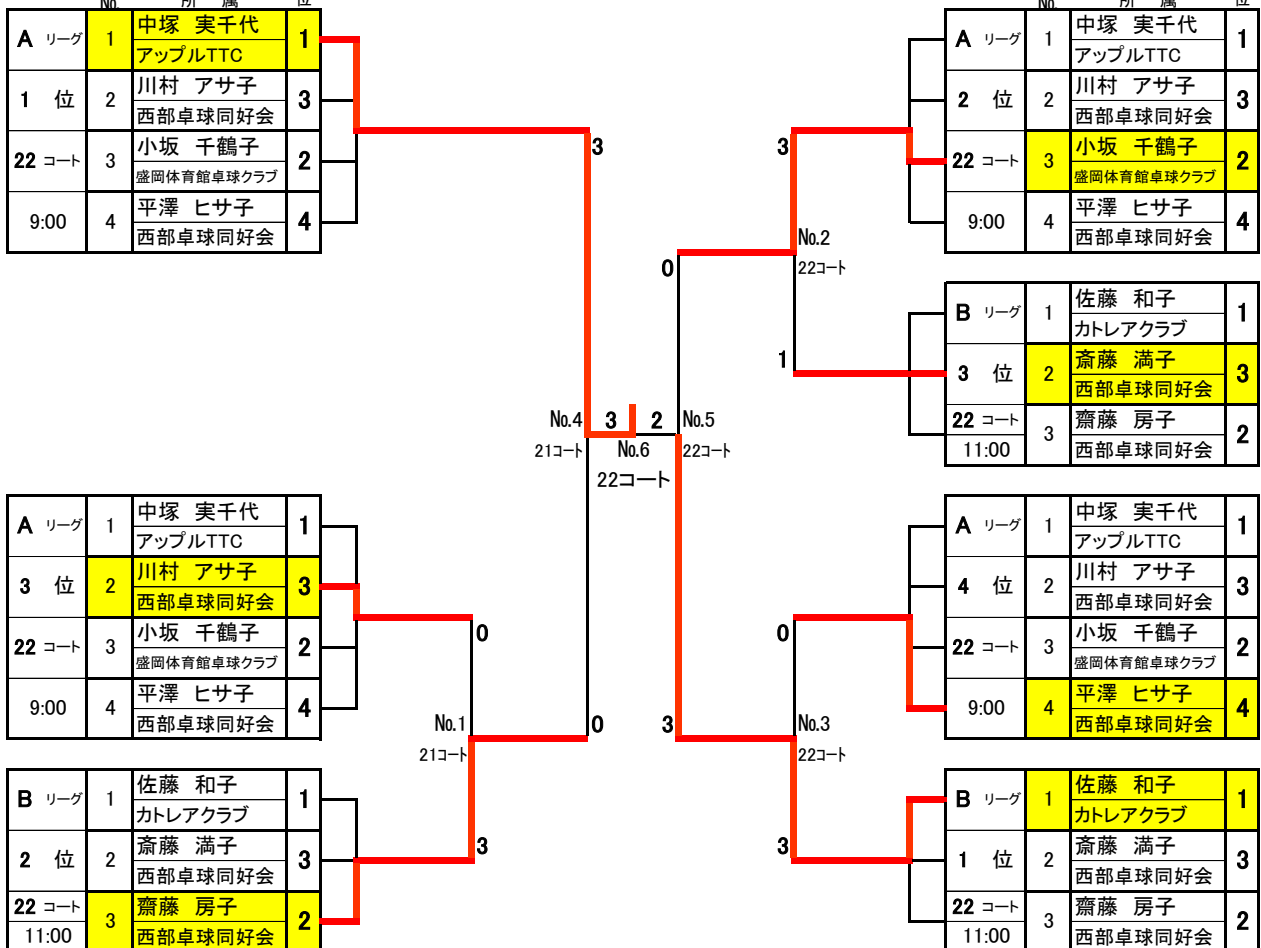 No. 所 属 位
A リーグ 1 中塚 実千代 1
アップルTTC
1 位 2 川村 アサ子 3
西部卓球同好会
22 コート 3 小坂 千鶴子 2
盛岡体育館卓球クラブ
9:00 4 平澤 ヒサ子 4
西部卓球同好会
A リーグ 1 中塚 実千代 1
アップルTTC
3 位 2 川村 アサ子 3
西部卓球同好会
22 コート 3 小坂 千鶴子 2
盛岡体育館卓球クラブ
9:00 4 平澤 ヒサ子 4
西部卓球同好会
B リーグ 1 佐藤 和子 1
カトレアクラブ
2 位 2 斎藤 満子 3
西部卓球同好会
22 コート 3 齋藤 房子 2
11:00 西部卓球同好会
0
No.1
21コート
3
3
No.4
21コート
0
3 2
No.6
22コート
0
No.5
22コート
3
3
No.2
22コート
1
0
No.3
22コート
3
No. 所 属 位
A リーグ 1 中塚 実千代 1
アップルTTC
2 位 2 川村 アサ子 3
西部卓球同好会
22 コート 3 小坂 千鶴子 2
盛岡体育館卓球クラブ
9:00 4 平澤 ヒサ子 4
西部卓球同好会
B リーグ 1 佐藤 和子 1
カトレアクラブ
3 位 2 斎藤 満子 3
西部卓球同好会
22 コート 3 齋藤 房子 2
11:00 西部卓球同好会
A リーグ 1 中塚 実千代 1
アップルTTC
4 位 2 川村 アサ子 3
西部卓球同好会
22 コート 3 小坂 千鶴子 2
盛岡体育館卓球クラブ
9:00 4 平澤 ヒサ子 4
西部卓球同好会
B リーグ 1 佐藤 和子 1
カトレアクラブ
1 位 2 斎藤 満子 3
西部卓球同好会
22 コート 3 齋藤 房子 2
11:00 西部卓球同好会